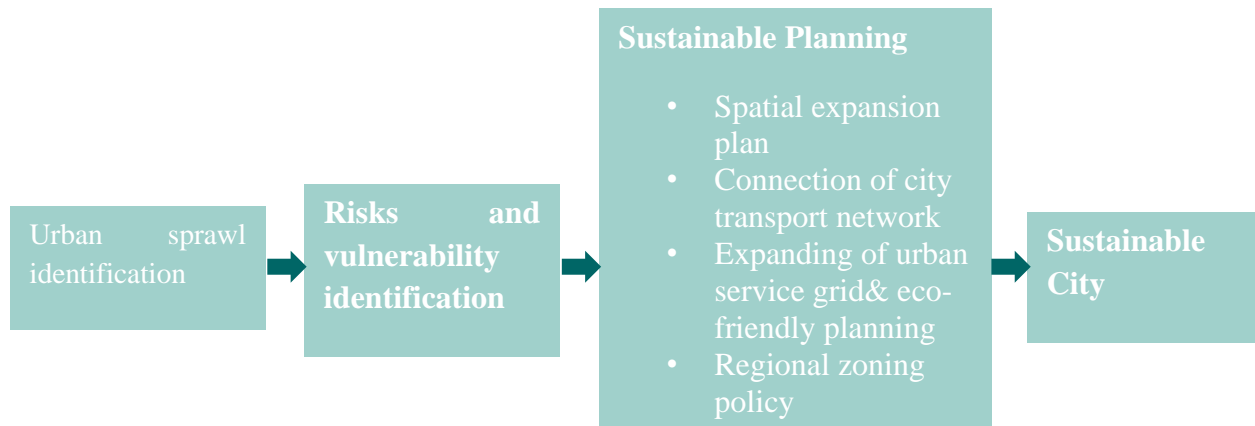 Urban sprawl
identification
Risks and
vulnerability
identification
Sustainable Planning
• Spatial expansion
plan
• Connection of city
transport network
• Expanding of urban
service grid& eco-
friendly planning
• Regional zoning
policy
Sustainable
City